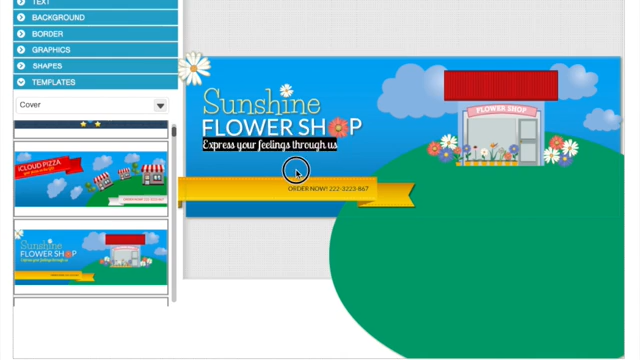 TEXT
BACKGROUND
BORDER
GRAPHICS
SHAPES
TEMPLATES
Cover
ICLOUD PIZZA
Sunshine
FLOWER SHOP
Sunshine
FLOWER SHOP
Express your feelings through us
ORDER NOW! 222-3223-867
FLOWER SHOP